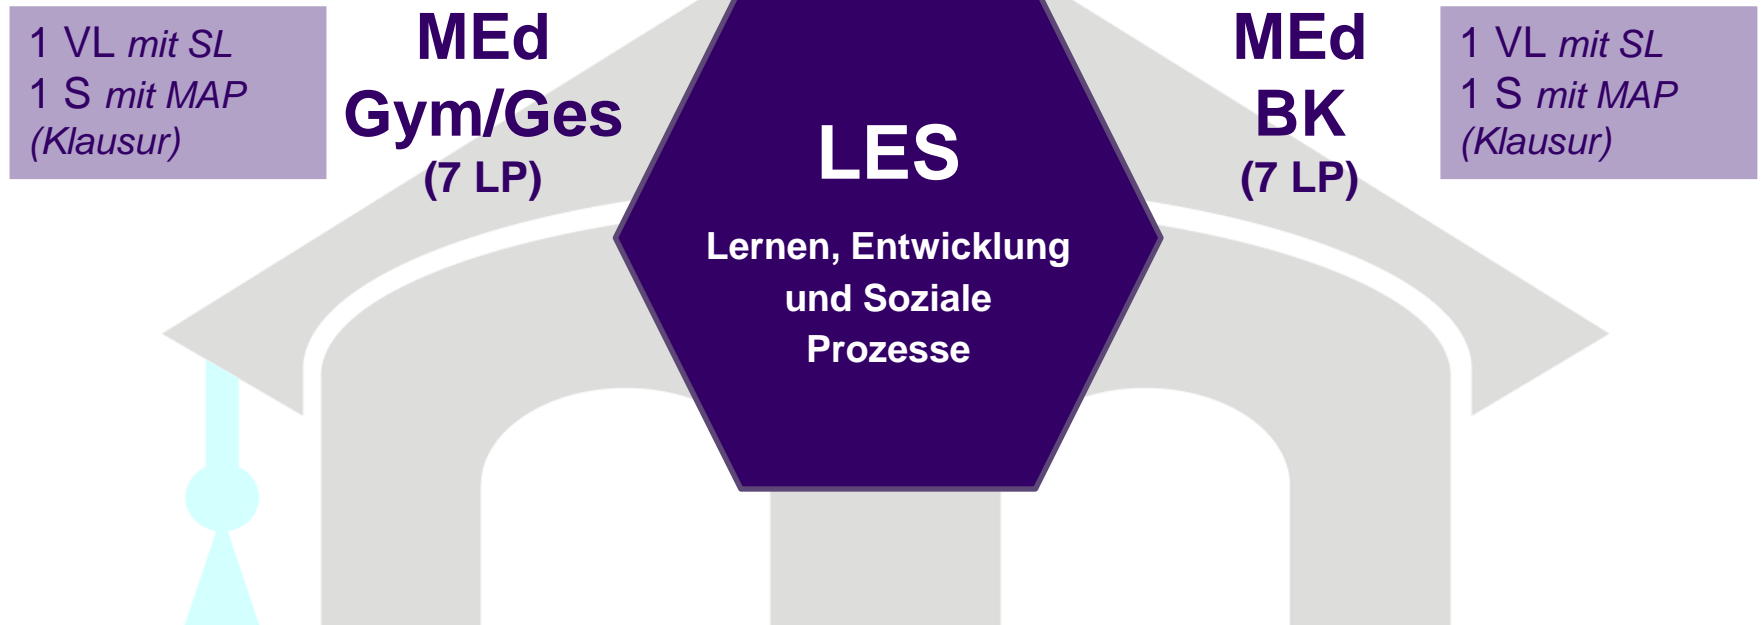 1 VL mit SL
1 S mit MAP
(Klausur)
MEd
Gym/Ges
(7 LP)
LES
Lernen, Entwicklung
und Soziale
Prozesse
MEd
BK
(7 LP)
1 VL mit SL
1 S mit MAP
(Klausur)